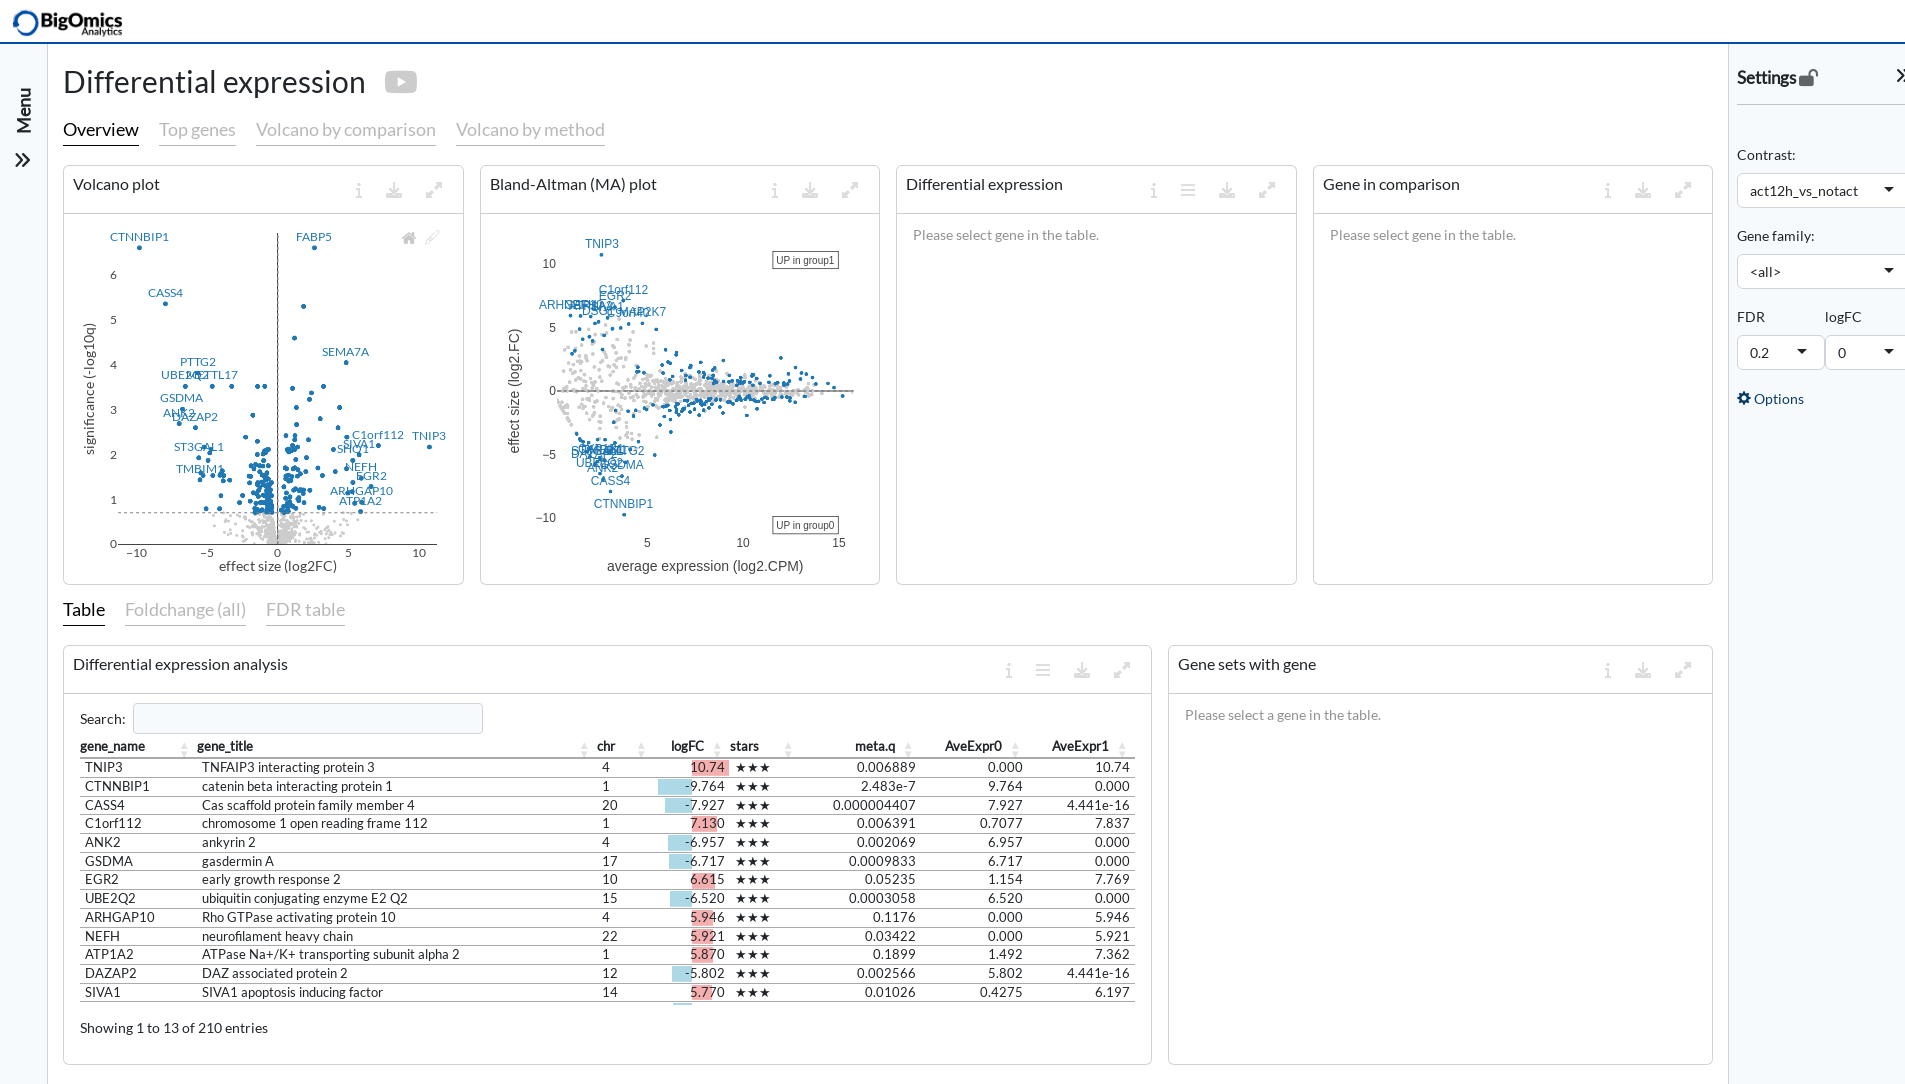 BigOmics
Analytics
Menu
Differential expression
Overview Top genes Volcano by comparison Volcano by method
Volcano plot
CTNNBIP1 FABP5
CASS4
SEMA7A
PTTG2
GSDMA
ANK2
DAZAP2
C1orf112 TNIP3
SIVA1
ST3GAL1
NEFH
TMBIM1
EGR2
ARHGAP10
ATP1A2
6
5
4
3
2
1
0
−10 −5 0 5 10
significance (-log10q)
effect size (log2FC)
Bland-Altman (MA) plot
TNIP3
UP in group1
C1orf112
EGR2
CASS4
CTNNBIP1
UP in group0
10
5
0
−5
−10
5 10 15
effect size (log2.FC)
average expression (log2.CPM)
Differential expression
Please select gene in the table.
Gene in comparison
Please select gene in the table.
Table Foldchange (all) FDR table
Differential expression analysis
Search:
gene_name gene_title chr logFC stars meta.q AveExpr0 AveExpr1
TNIP3 TNFAIP3 interacting protein 3 4 10.74 ★★★ 0.006889 0.000 10.74
CTNNBIP1 catenin beta interacting protein 1 1 -9.764 ★★★ 2.483e-7 9.764 0.000
CASS4 Cas scaffold protein family member 4 20 -7.927 ★★★ 0.000004407 7.927 4.441e-16
C1orf112 chromosome 1 open reading frame 112 1 7.130 ★★★ 0.006391 0.7077 7.837
ANK2 ankyrin 2 4 -6.957 ★★★ 0.002069 6.957 0.000
GSDMA gasdermin A 17 -6.717 ★★★ 0.0009833 6.717 0.000
EGR2 early growth response 2 10 6.615 ★★★ 0.05235 1.154 7.769
UBE2Q2 ubiquitin conjugating enzyme E2 Q2 15 -6.520 ★★★ 0.0003058 6.520 0.000
ARHGAP10 Rho GTPase activating protein 10 4 5.946 ★★★ 0.1176 0.000 5.946
NEFH neurofilament heavy chain 22 5.921 ★★★ 0.03422 0.000 5.921
ATP1A2 ATPase Na+/K+ transporting subunit alpha 2 1 5.870 ★★★ 0.1899 1.492 7.362
DAZAP2 DAZ associated protein 2 12 -5.802 ★★★ 0.002566 5.802 4.441e-16
SIVA1 SIVA1 apoptosis inducing factor 14 5.770 ★★★ 0.01026 0.4275 6.197
Showing 1 to 13 of 210 entries
Gene sets with gene
Please select a gene in the table.
Settings
Contrast:
act12h_vs_notact
Gene family:
<all>
FDR logFC
0.2 0
Options